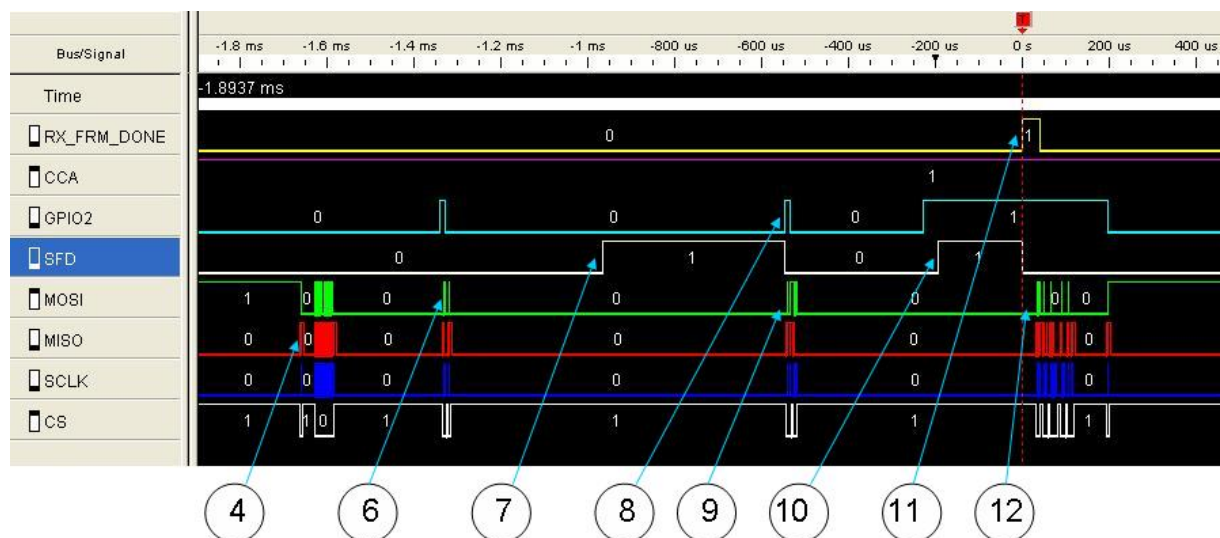 T
Bus/Signal -1.8 ms -1.6 ms -1.4 ms -1.2 ms -1 ms -800 us -600 us -400 us -200 us 0 s 200 us 400 us
Time -1.8937 ms
RX_FRM_DONE 0 1
CCA 1
GPIO2 0 0 0 1
SFD 0 1 0 1
MOSI 1 0 0 0 0 0 0
MISO 0 0 0 0 0 0
SCLK 0 0 0 0 0 0
CS 1 1 0 1 1 1 1
4 6 7 8 9 10 11 12